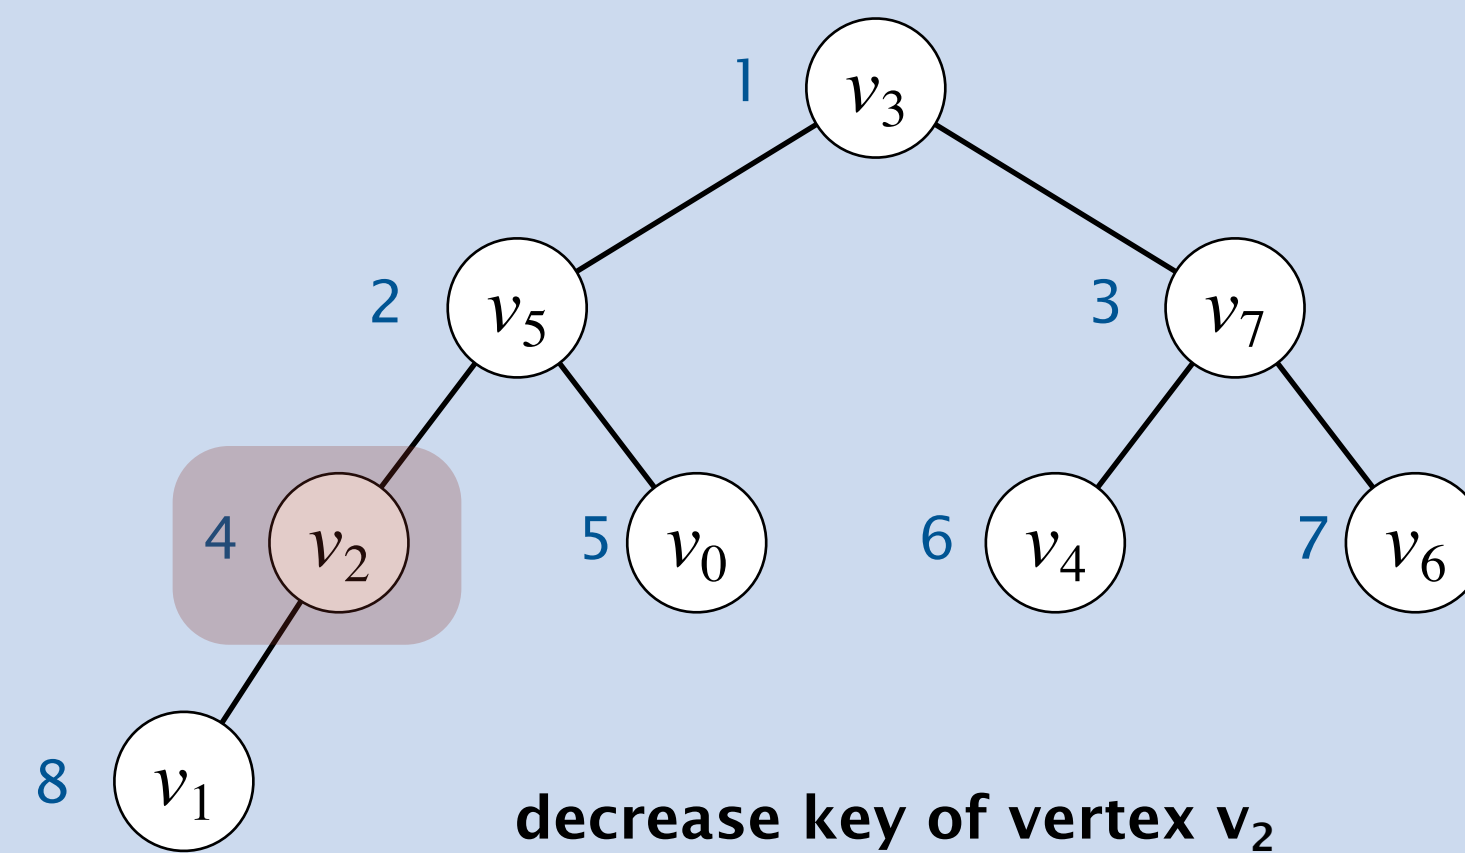 1 v₃
2 v₅ 3 v₇
4 v₂ 5 v₀ 6 v₄ 7 v₆
8 v₁
decrease key of vertex v₂